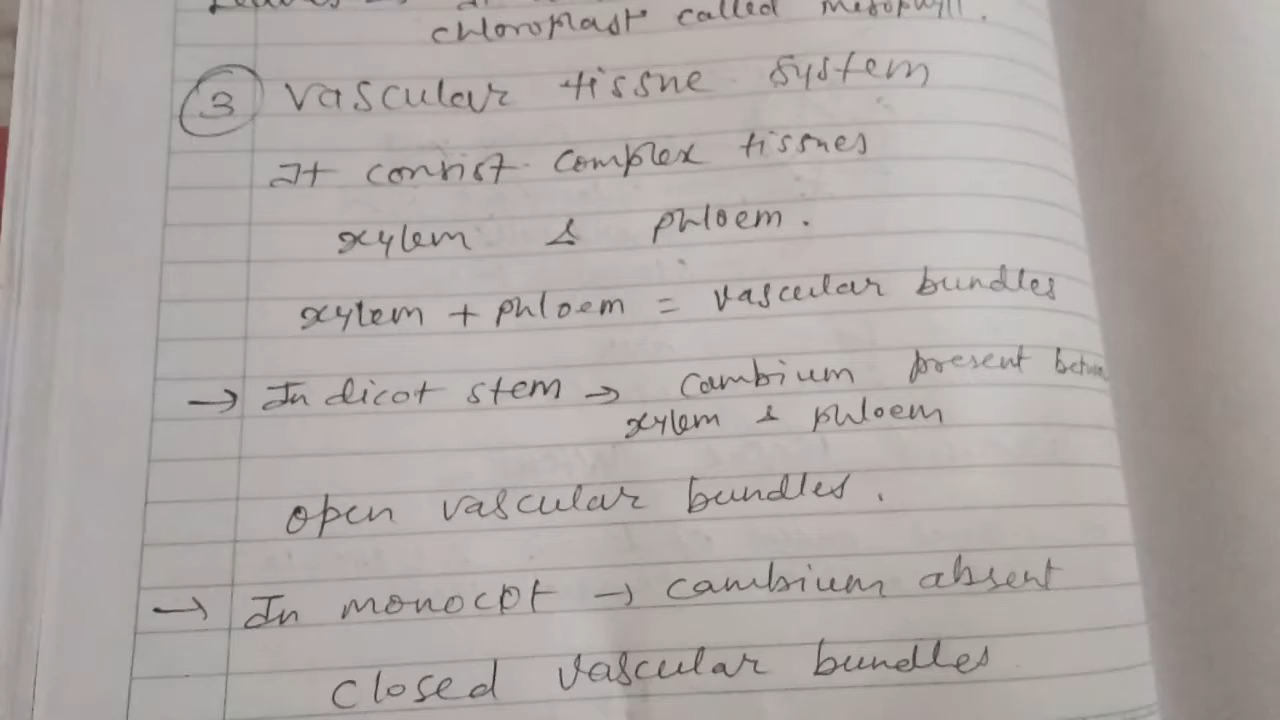 chloroplast called mesophyll.
3 Vascular tissue system
It consist complex tissues
xylem & phloem.
xylem + phloem = vascular bundles
→ In dicot stem → cambium present
xylem & phloem
open vascular bundles.
→ In monocot → cambium absent
closed vascular bundles